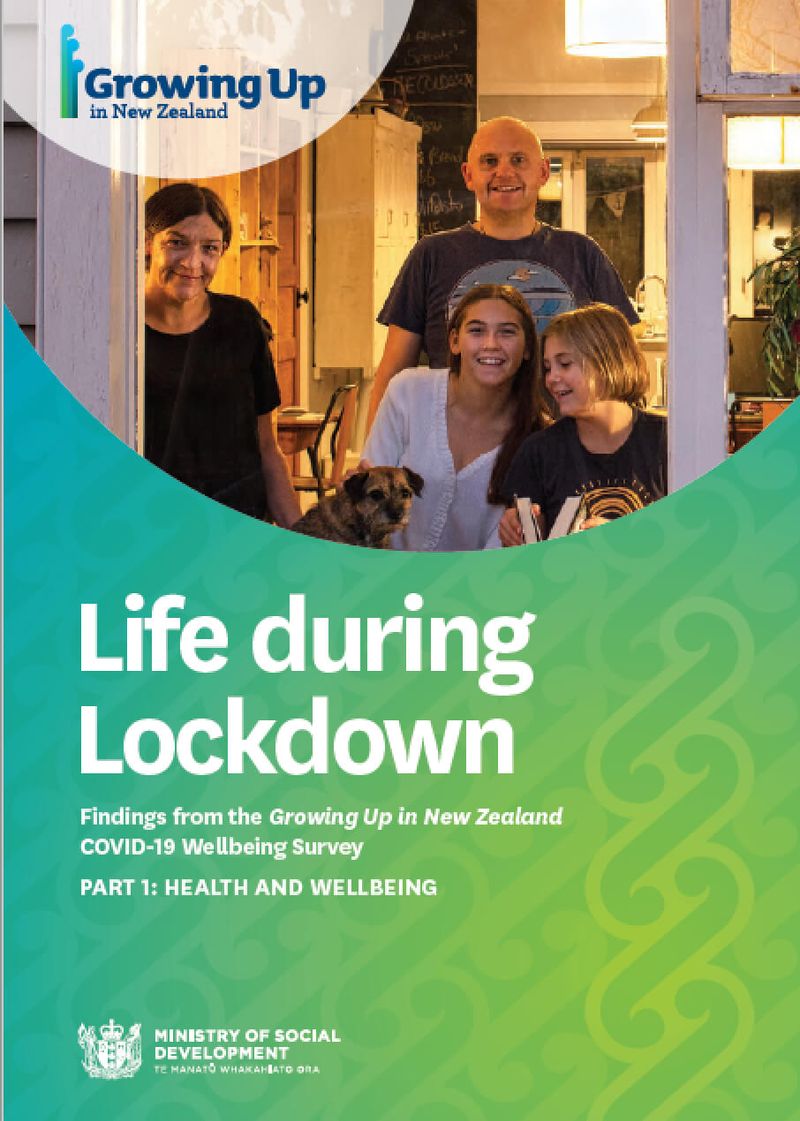 Growing Up
in New Zealand
Life during
Lockdown
Findings from the Growing Up in New Zealand
COVID-19 Wellbeing Survey
PART 1: HEALTH AND WELLBEING
MINISTRY OF SOCIAL
DEVELOPMENT
TE MANATŪ WHAKAHIATO ORA